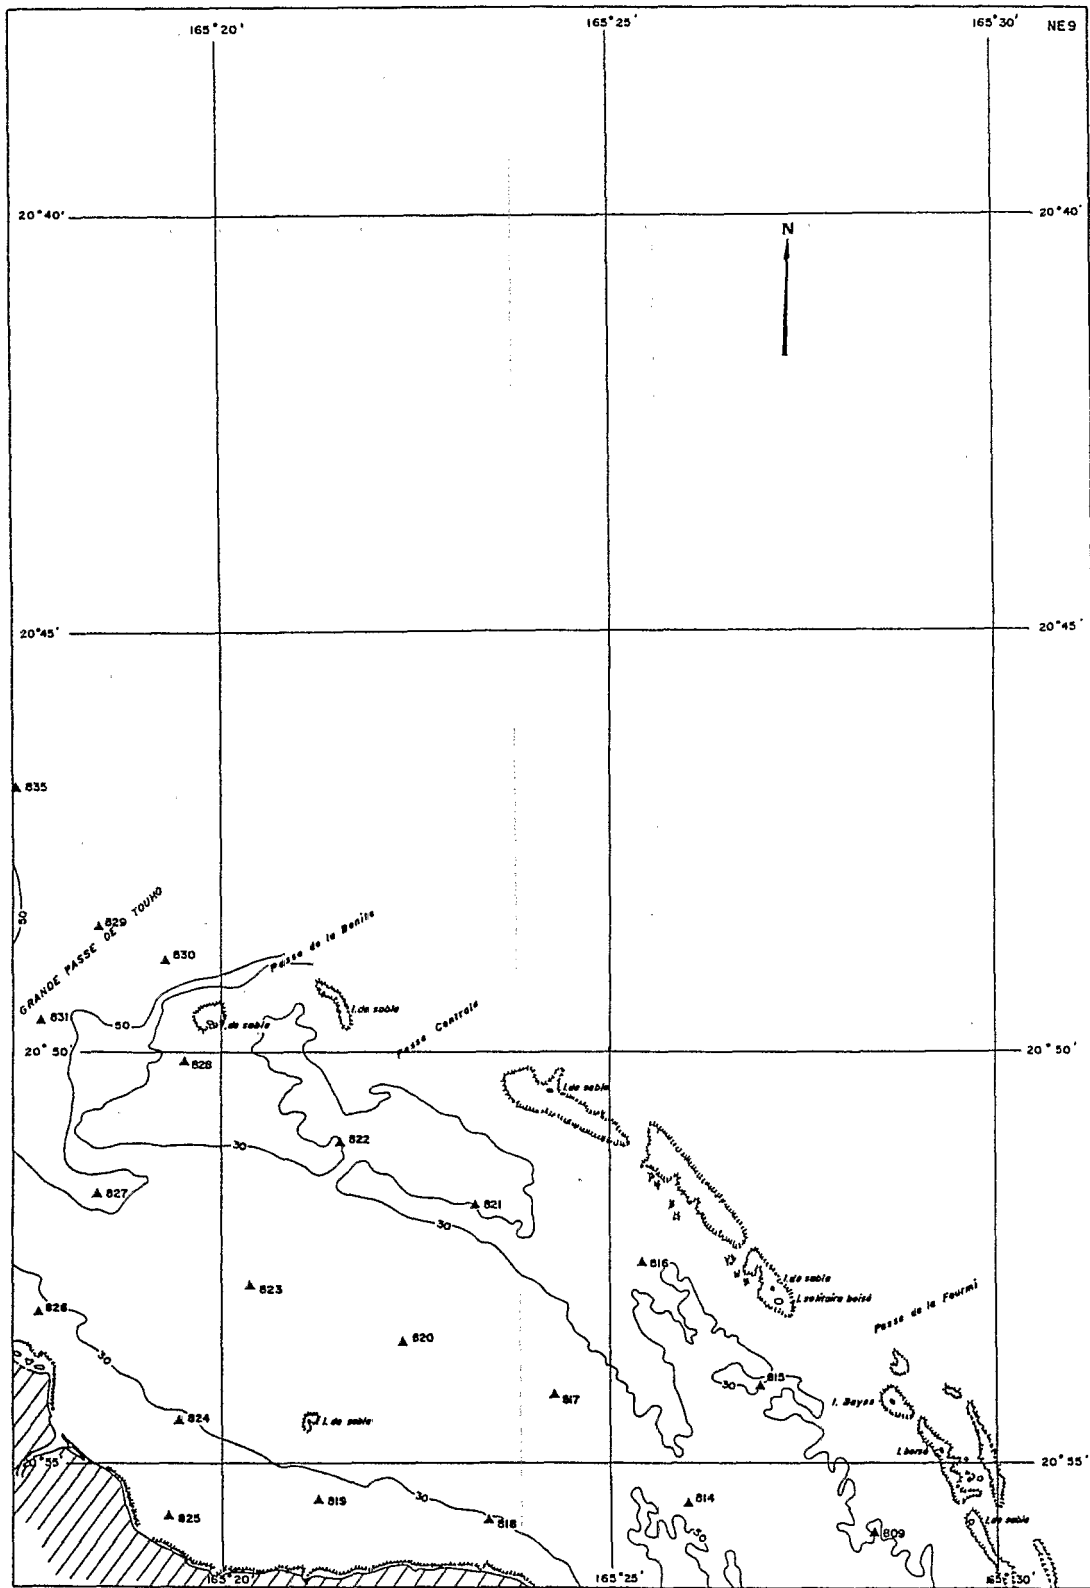 165°20'
165°25'
165°30'
NE9
20°40'
20°40'
N
20°45'
20°45'
835
50
829
GRANDE PASSE DE TOUHO
830
Passe de la Bonite
831
50
I. de sable
I. de sable
Passe Centrale
20°50'
20°50'
828
I. de sable
30
822
827
821
30
816
I. de sable
I. solitaire boisé
823
Passe de la Fourmi
826
820
30
30
815
817
I. Bayes
824
I. de sable
I. boisé
20°55'
20°55'
819
30
814
825
818
50
809
I. de sable
165°20'
165°25'
165°30'